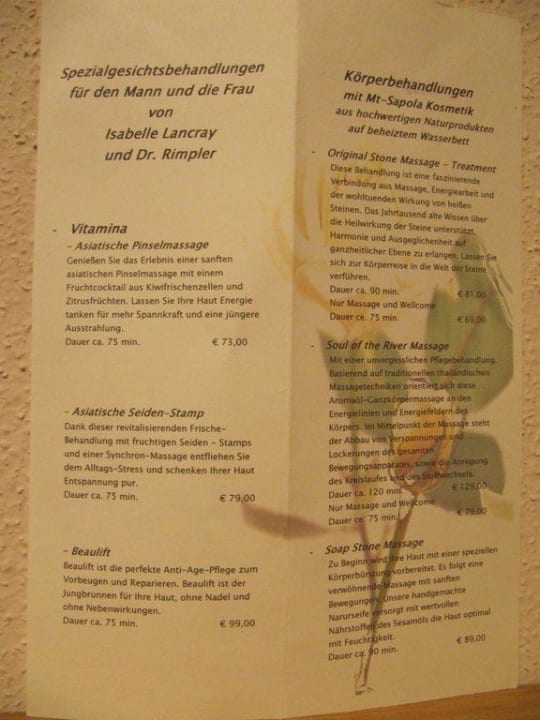 Spezialgesichtsbehandlungen
für den Mann und die Frau
von
Isabelle Lancray
und Dr. Rimpler
- Vitamina
- Asiatische Pinselmassage
Genießen Sie das Erlebnis einer sanften
asiatischen Pinselmassage mit einem
Fruchtcocktail aus Kiwifrischenzellen und
Zitrusfrüchten. Lassen Sie Ihre Haut Energie
tanken für mehr Spannkraft und eine jüngere
Ausstrahlung.
Dauer ca. 75 min. € 73,00
- Asiatische Seiden-Stamp
Dank dieser revitalisierenden Frische-
Behandlung mit fruchtigen Seiden - Stamps
und einer Synchron-Massage entfliehen Sie
dem Alltags-Stress und schenken Ihrer Haut
Entspannung pur.
Dauer ca. 75 min. € 79,00
- Beaulift
Beaulift ist die perfekte Anti-Age-Pflege zum
Vorbeugen und Reparieren. Beaulift ist der
Jungbrunnen für Ihre Haut, ohne Nadel und
ohne Nebenwirkungen.
Dauer ca. 75 min. € 99,00
Körperbehandlungen
mit Mt-Sapola Kosmetik
aus hochwertigen Naturprodukten
auf beheiztem Wasserbett
- Original Stone Massage - Treatment
Diese Behandlung ist eine faszinierende
Verbindung aus Massage, Energiearbeit und
der wohltuenden Wirkung von heißen
Steinen. Das Jahrtausend alte Wissen über
die Heilwirkung der Steine unterstützt,
Harmonie und Ausgeglichenheit auf
ganzheitlicher Ebene zu erlangen. Lassen Sie
sich zur Körperreise in die Welt der Steine
verführen.
Dauer ca. 90 min. € 81,00
Nur Massage und Wellcome
Dauer ca. 75 min. € 69,00
- Soul of the River Massage
Mit einer unvergesslichen Pflegebehandlung.
Basierend auf traditionellen thailändischen
Massagetechniken orientiert sich diese
Aromaöl-Ganzkörpermassage an den
Energielinien und Energiefeldern des
Körpers. Im Mittelpunkt der Massage steht
der Abbau von Verspannungen und
Lockerungen des gesamten
Bewegungsapparates, sowie die Anregung
des Kreislaufes und des Stoffwechsels.
Dauer ca. 120 min. € 129,00
Nur Massage und Wellcome
Dauer ca. 75 min. € 79,00
- Soap Stone Massage
Zu Beginn wird Ihre Haut mit einer speziellen
Körperbürstung vorbereitet. Es folgt eine
verwöhnende Massage mit sanften
Bewegungen. Unsere handgemachte
Naturseife versorgt mit wertvollen
Nährstoffen des Sesamöls die Haut optimal
mit Feuchtigkeit.
Dauer ca. 90 min. € 89,00